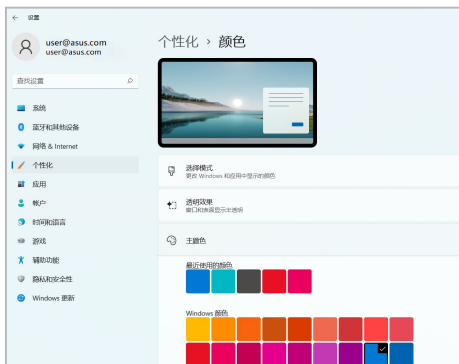 ← 设置
user@asus.com
user@asus.com
查找设置
系统
蓝牙和其他设备
网络 & Internet
个性化
应用
帐户
时间和语言
游戏
辅助功能
隐私和安全性
Windows 更新
个性化 › 颜色
选择模式
更改 Windows 和应用中显示的颜色
透明效果
窗口和表面显示半透明
主题色
最近使用的颜色
Windows 颜色